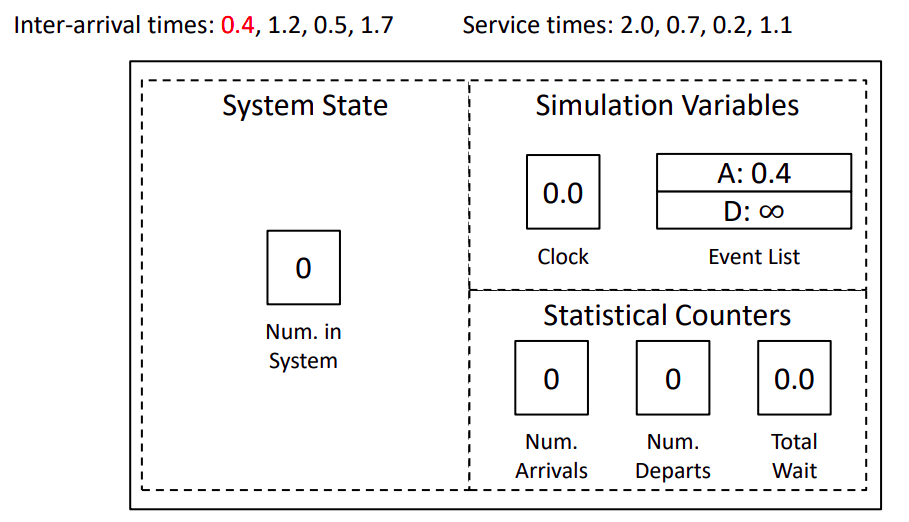 Inter-arrival times: 0.4, 1.2, 0.5, 1.7
Service times: 2.0, 0.7, 0.2, 1.1
System State
0
Num. in
System
Simulation Variables
0.0
Clock
A: 0.4
D: ∞
Event List
Statistical Counters
0
Num.
Arrivals
0
Num.
Departs
0.0
Total
Wait